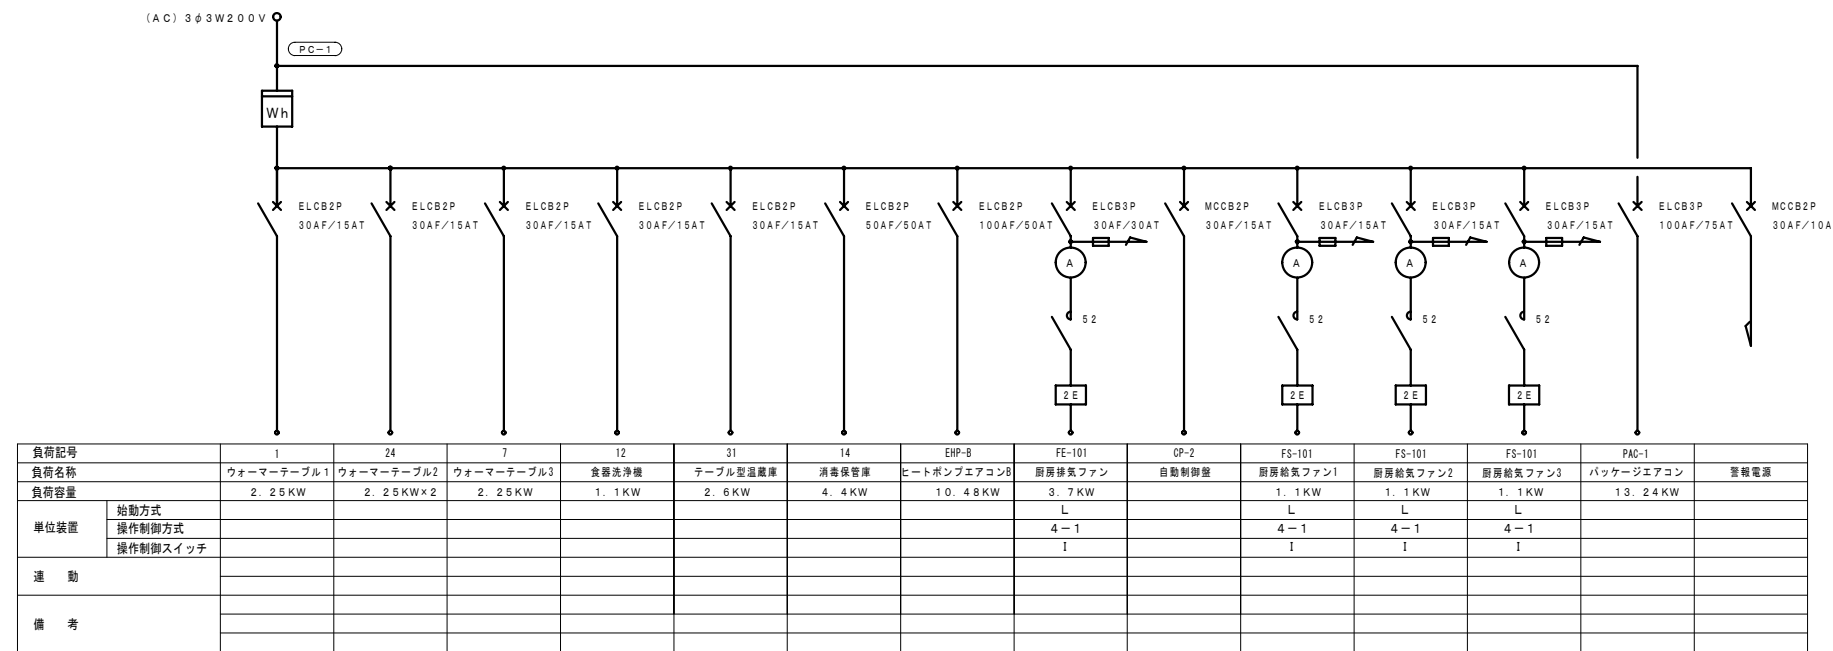 (AC) 3φ3W200V
PC-1
Wh
ELCB2P ELCB2P ELCB2P ELCB2P ELCB2P ELCB2P ELCB2P ELCB3P MCCB2P ELCB3P ELCB3P ELCB3P ELCB3P MCCB2P
30AF/15AT 30AF/15AT 30AF/15AT 30AF/15AT 30AF/15AT 50AF/50AT 100AF/50AT 30AF/30AT 30AF/15AT 30AF/15AT 30AF/15AT 30AF/15AT 100AF/75AT 30AF/10A
A A A A
52 52 52 52
2E 2E 2E 2E
負荷記号 1 24 7 12 31 14 EHP-B FE-101 CP-2 FS-101 FS-101 FS-101 PAC-1
負荷名称 ウォーマーテーブル1 ウォーマーテーブル2 ウォーマーテーブル3 食器洗浄機 テーブル型温蔵庫 消毒保管庫 ヒートポンプエアコンB 厨房排気ファン 自動制御盤 厨房給気ファン1 厨房給気ファン2 厨房給気ファン3 パッケージエアコン 警報電源
負荷容量 2.25KW 2.25KW×2 2.25KW 1.1KW 2.6KW 4.4KW 10.48KW 3.7KW 1.1KW 1.1KW 1.1KW 13.24KW
単位装置 始動方式 L L L L
操作制御方式 4-1 4-1 4-1 4-1
操作制御スイッチ I I I I
連 動
備 考